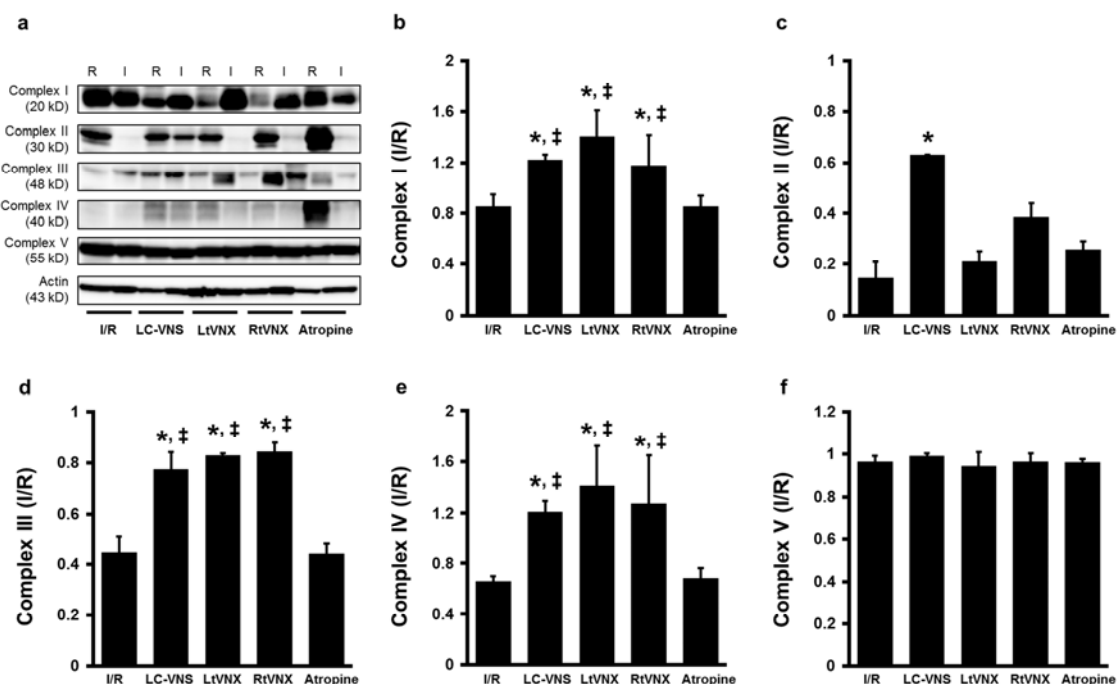 a
R I R I R I R I R I
Complex I
(20 kD)
Complex II
(30 kD)
Complex III
(48 kD)
Complex IV
(40 kD)
Complex V
(55 kD)
Actin
(43 kD)
I/R LC-VNS LtVNX RtVNX Atropine
b
Complex I (I/R)
2
1.6
1.2
0.8
0.4
0
*, ‡
*, ‡
*, ‡
I/R LC-VNS LtVNX RtVNX Atropine
c
Complex II (I/R)
1
0.8
0.6
0.4
0.2
0
*
I/R LC-VNS LtVNX RtVNX Atropine
d
Complex III (I/R)
1
0.8
0.6
0.4
0.2
0
*, ‡
*, ‡
*, ‡
I/R LC-VNS LtVNX RtVNX Atropine
e
Complex IV (I/R)
2
1.6
1.2
0.8
0.4
0
*, ‡
*, ‡
*, ‡
I/R LC-VNS LtVNX RtVNX Atropine
f
Complex V (I/R)
1.2
1
0.8
0.6
0.4
0.2
0
I/R LC-VNS LtVNX RtVNX Atropine